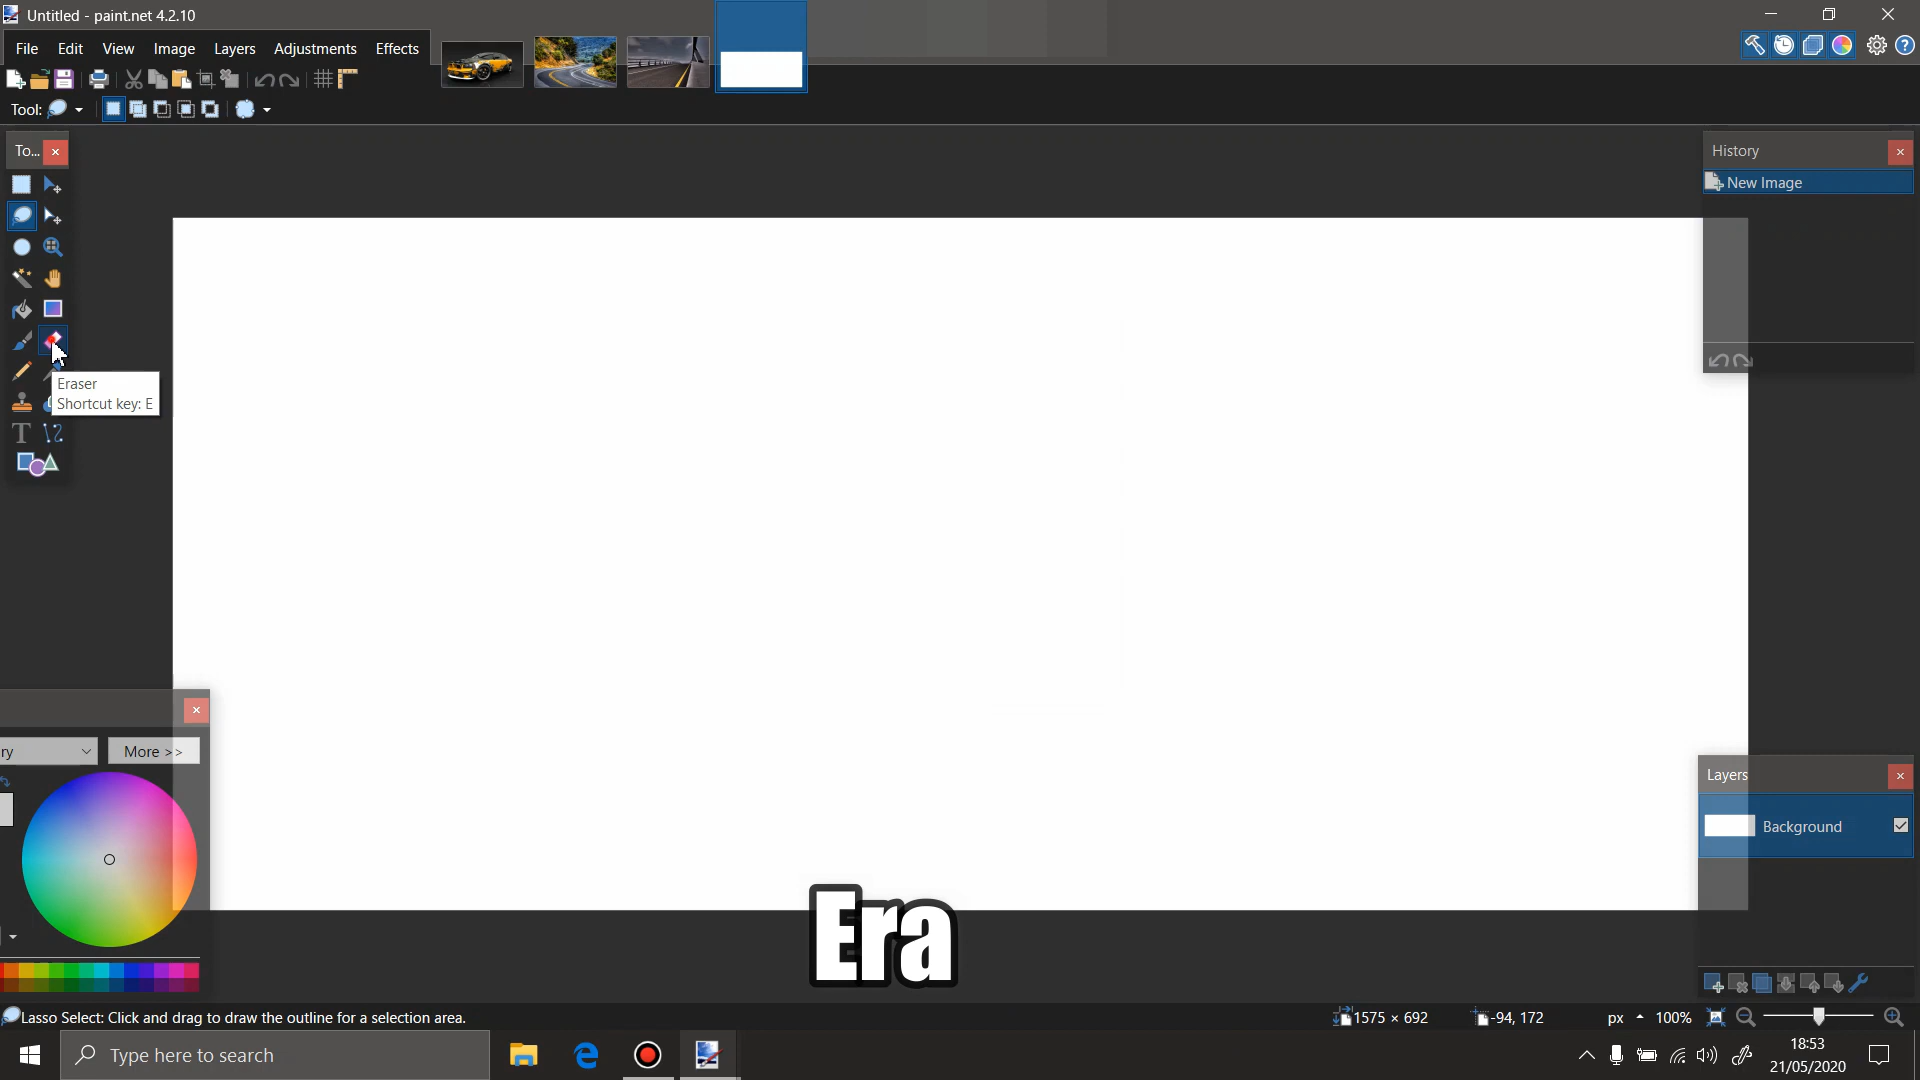 Untitled - paint.net 4.2.10
File Edit View Image Layers Adjustments Effects
Tool:
To...
History
New Image
Eraser
Shortcut key: E
T
ry
More >>
Layers
Background
Era
Lasso Select: Click and drag to draw the outline for a selection area.
1575 × 692
-94, 172
px
100%
Type here to search
18:53
21/05/2020